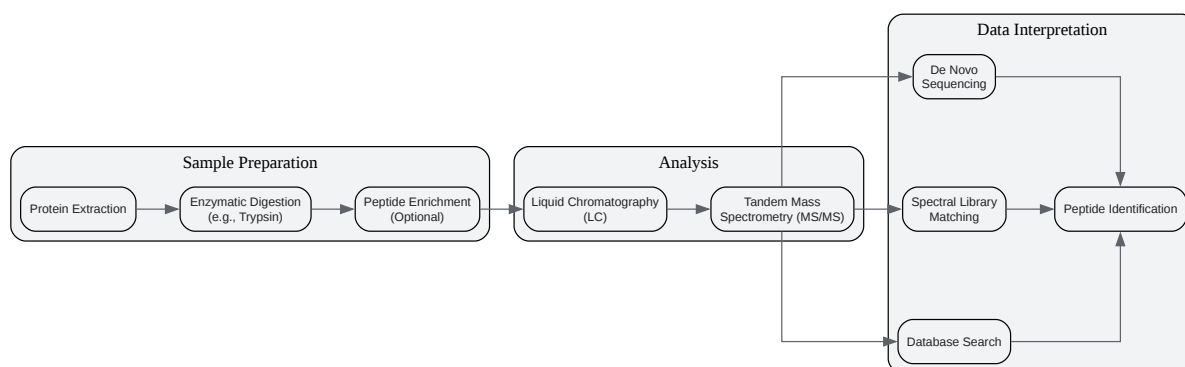 Sample Preparation
Protein Extraction
Enzymatic Digestion
(e.g., Trypsin)
Peptide Enrichment
(Optional)
Analysis
Liquid Chromatography
(LC)
Tandem Mass
Spectrometry (MS/MS)
Data Interpretation
De Novo
Sequencing
Spectral Library
Matching
Database Search
Peptide Identification